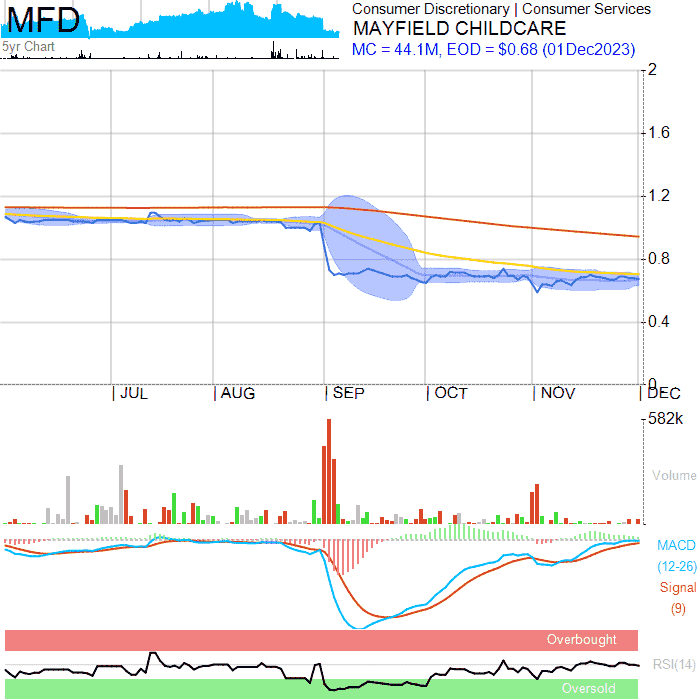 MFD
5yr Chart
Consumer Discretionary | Consumer Services
MAYFIELD CHILDCARE
MC = 44.1M, EOD = $0.68 (01Dec2023)
2
1.6
1.2
0.8
0.4
0
JUL AUG SEP OCT NOV DEC
582k
Volume
MACD
(12-26)
Signal
(9)
Overbought
RSI(14)
Oversold